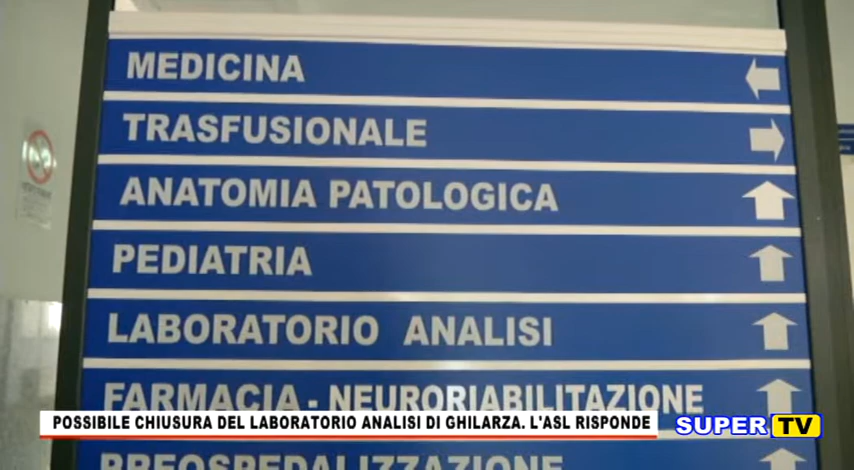 MEDICINA
TRASFUSIONALE
ANATOMIA PATOLOGICA
PEDIATRIA
LABORATORIO ANALISI
FARMACIA - NEURORIABILITAZIONE
POSSIBILE CHIUSURA DEL LABORATORIO ANALISI DI GHILARZA. L'ASL RISPONDE
SUPER TV
PREOSPEDALIZZAZIONE